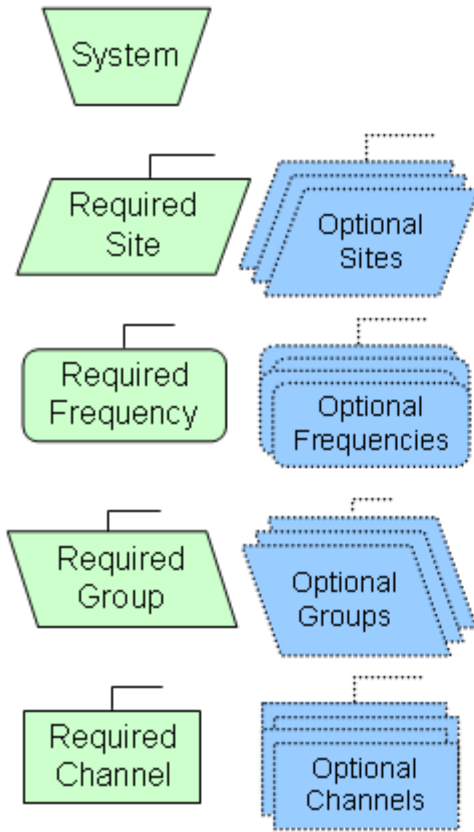 System
Required
Site
Optional
Sites
Required
Frequency
Optional
Frequencies
Required
Group
Optional
Groups
Required
Channel
Optional
Channels